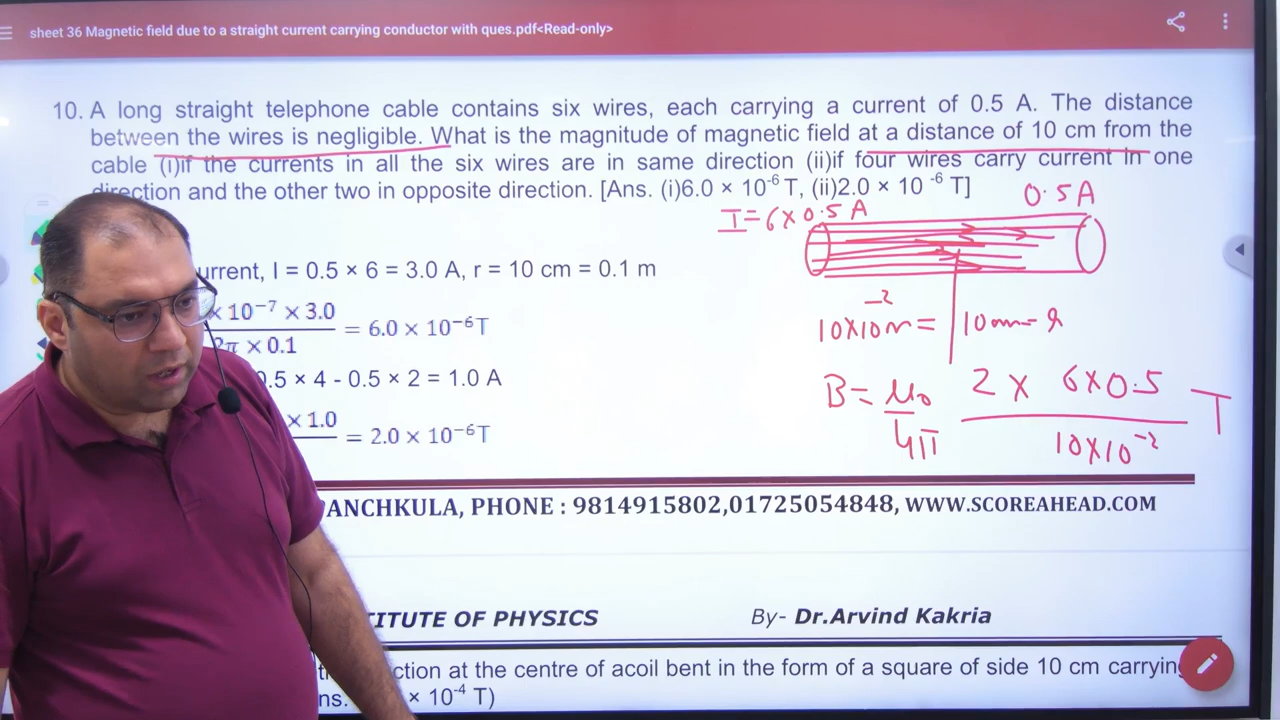 sheet 36 Magnetic field due to a straight current carrying conductor with ques.pdf<Read-only>
10. A long straight telephone cable contains six wires, each carrying a current of 0.5 A. The distance
between the wires is negligible. What is the magnitude of magnetic field at a distance of 10 cm from the
cable (i)if the currents in all the six wires are in same direction (ii)if four wires carry current in one
direction and the other two in opposite direction. [Ans. (i)6.0 × 10⁻⁶ T, (ii)2.0 × 10 ⁻⁶ T]
I = 6 × 0.5 A
0.5 A
urrent, I = 0.5 × 6 = 3.0 A, r = 10 cm = 0.1 m
× 10⁻⁷ × 3.0
2π × 0.1
= 6.0 × 10⁻⁶T
10×10⁻² m =
0.5 × 4 - 0.5 × 2 = 1.0 A
× 1.0
= 2.0 × 10⁻⁶T
B = μ₀/4π 2 × 6×0.5 / 10×10⁻² T
ANCHKULA, PHONE : 9814915802,01725054848, WWW.SCOREAHEAD.COM
TITUTE OF PHYSICS
By- Dr.Arvind Kakria
ction at the centre of acoil bent in the form of a square of side 10 cm carrying
ns. × 10⁻⁴ T)